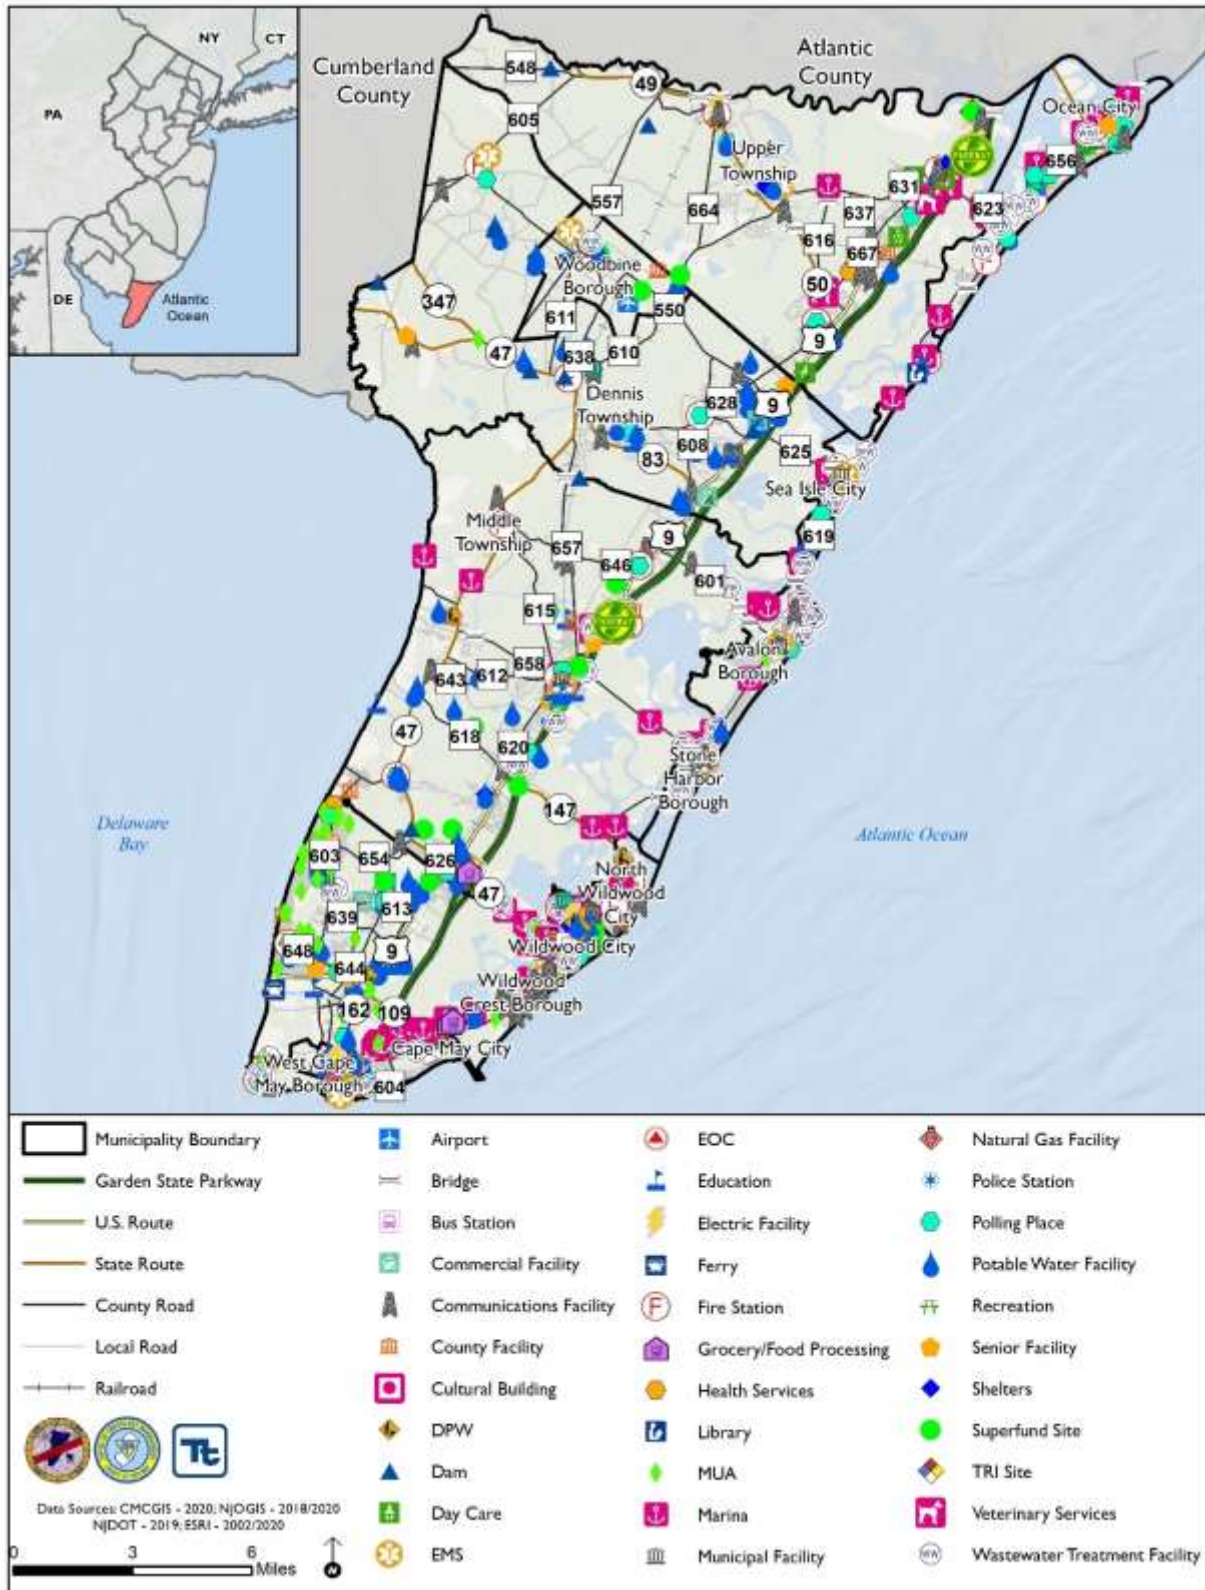 NY
CT
PA
DE
Atlantic
Ocean
Cumberland
County
Atlantic
County
548
49
605
Ocean City
656
Upper
Township
557
664
631
637
623
616
667
Woodbine
Borough
50
347
611
550
47
638
610
9
Dennis
Township
628
9
608
625
83
Sea Isle City
619
Middle
Township
9
657
646
601
615
PARKWAY
Avalon
Borough
658
643
612
47
618
620
Stone
Harbor
Borough
147
Delaware
Bay
Atlantic Ocean
603
654
626
North
Wildwood
City
47
639
613
Wildwood City
648
9
644
Wildwood
Crest Borough
162
109
Cape May City
West Cape
May Borough
604
Municipality Boundary
Garden State Parkway
U.S. Route
State Route
County Road
Local Road
Railroad
Tt
Data Sources: CMCGIS - 2020; NJOGIS - 2018/2020
NJDOT - 2019; ESRI - 2002/2020
0 3 6
Miles
N
Airport
Bridge
Bus Station
Commercial Facility
Communications Facility
County Facility
Cultural Building
DPW
Dam
Day Care
EMS
EOC
Education
Electric Facility
Ferry
F Fire Station
Grocery/Food Processing
Health Services
Library
MUA
Marina
Municipal Facility
Natural Gas Facility
Police Station
Polling Place
Potable Water Facility
Recreation
Senior Facility
Shelters
Superfund Site
TRI Site
Veterinary Services
WW Wastewater Treatment Facility